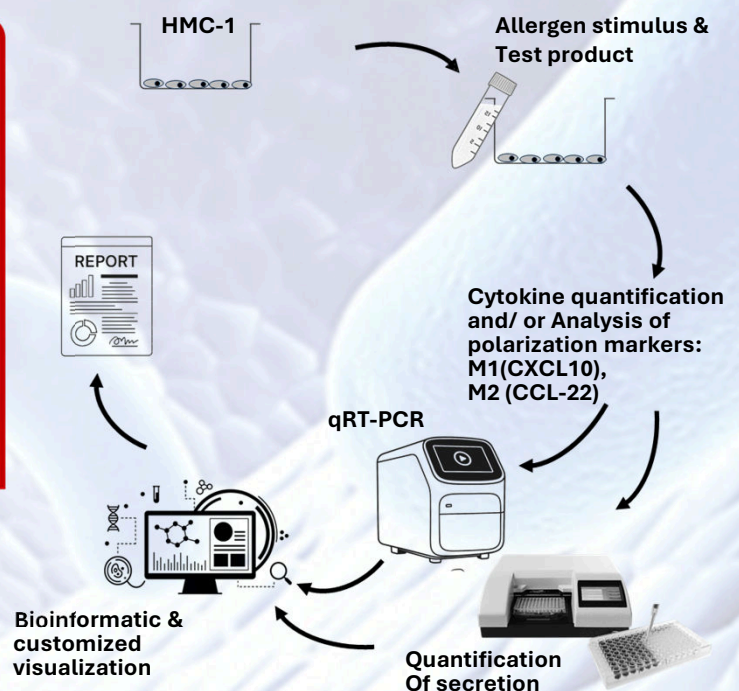 HMC-1
Allergen stimulus &
Test product
REPORT
Cytokine quantification
and/ or Analysis of
polarization markers:
M1(CXCL10),
M2 (CCL-22)
qRT-PCR
Bioinformatic &
customized
visualization
Quantification
Of secretion